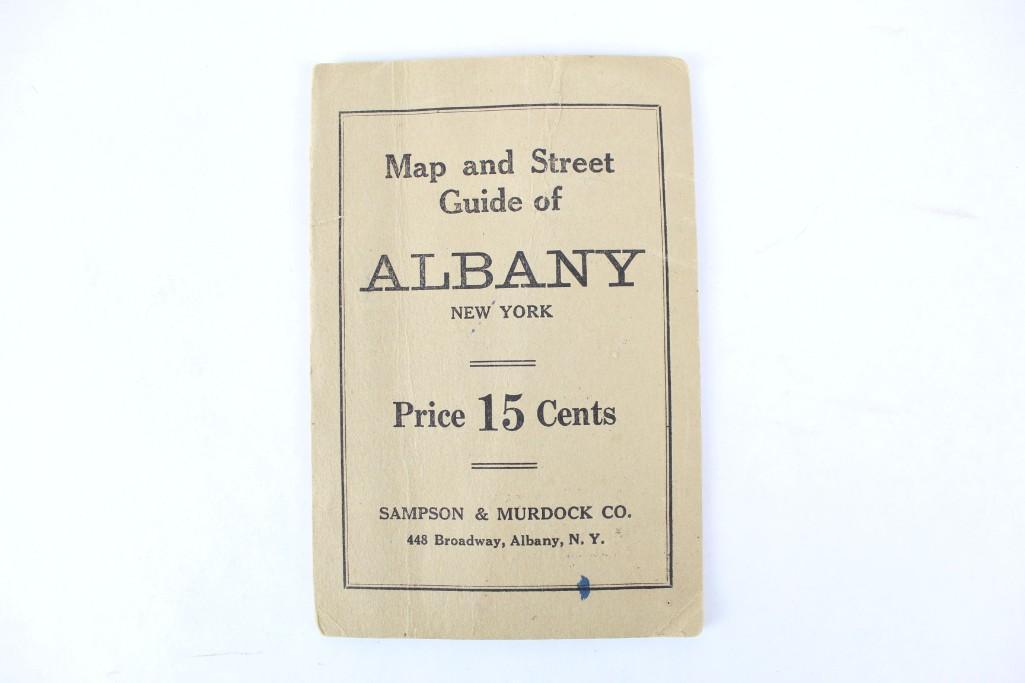 Map and Street
Guide of
ALBANY
NEW YORK
Price 15 Cents
SAMPSON & MURDOCK CO.
448 Broadway, Albany, N. Y.